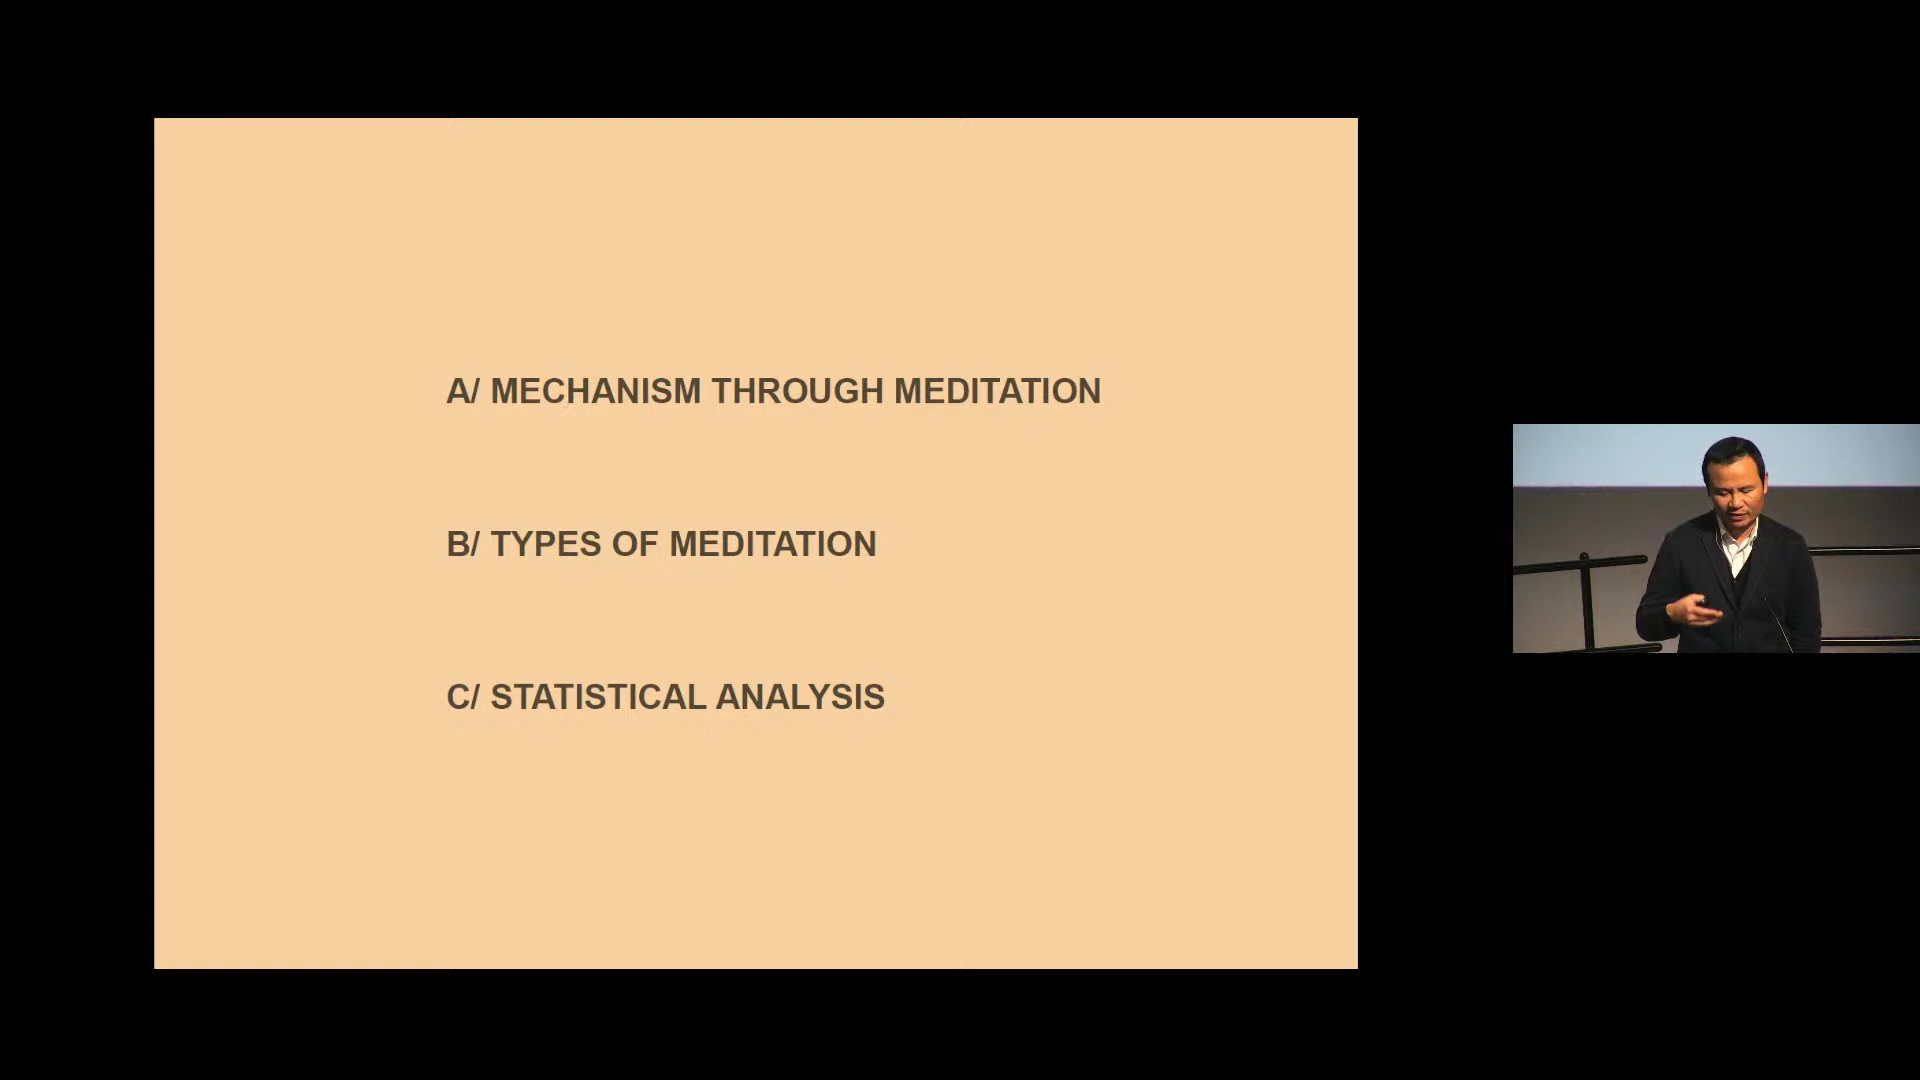 A/ MECHANISM THROUGH MEDITATION
B/ TYPES OF MEDITATION
C/ STATISTICAL ANALYSIS